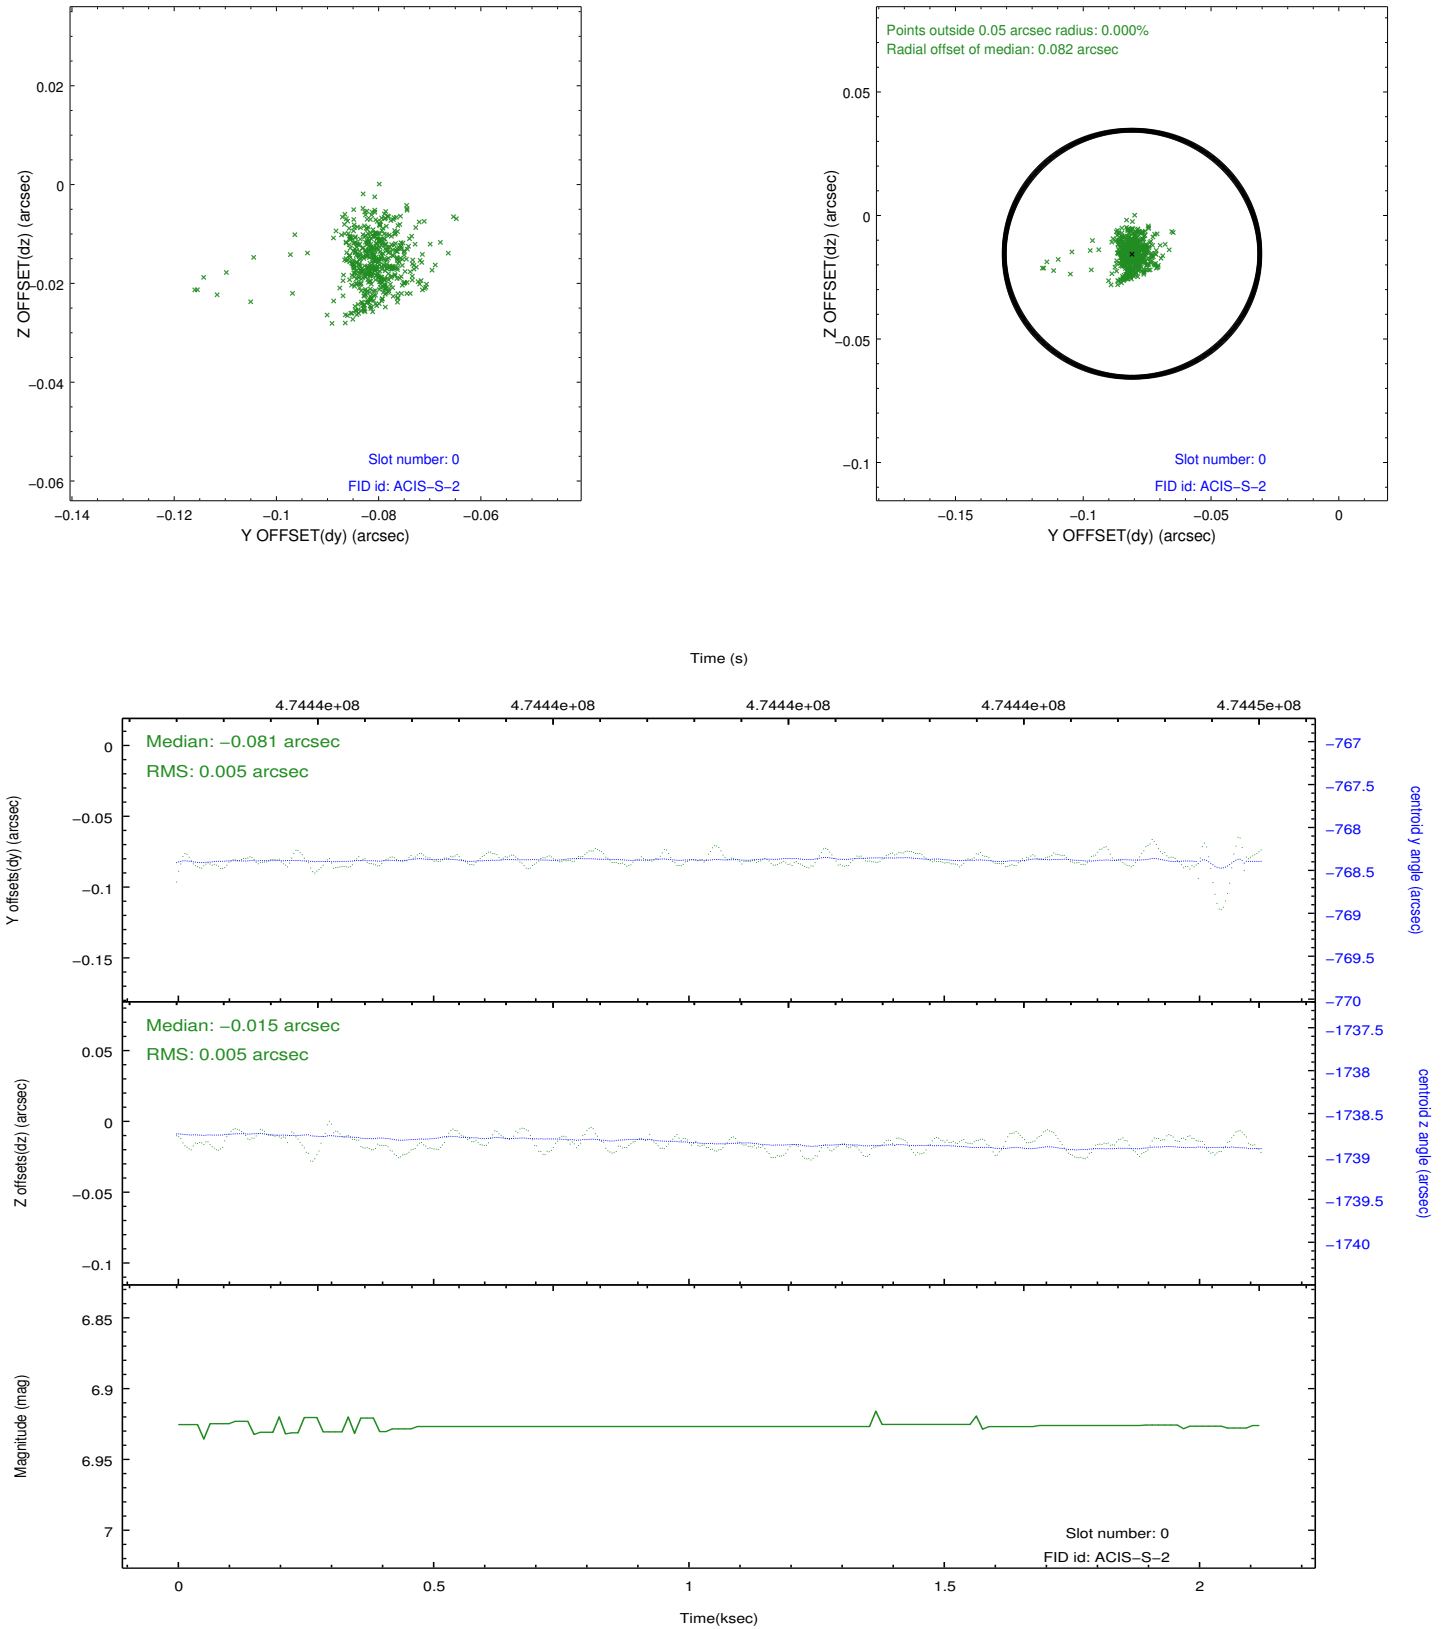 0.02
0
−0.02
−0.04
−0.06
Z OFFSET(dz) (arcsec)
Slot number: 0
FID id: ACIS−S−2
−0.14
−0.12
−0.1
−0.08
−0.06
Y OFFSET(dy) (arcsec)
Points outside 0.05 arcsec radius: 0.000%
Radial offset of median: 0.082 arcsec
0.05
0
−0.05
−0.1
Z OFFSET(dz) (arcsec)
Slot number: 0
FID id: ACIS−S−2
−0.15
−0.1
−0.05
0
Y OFFSET(dy) (arcsec)
Time (s)
4.7444e+08
4.7444e+08
4.7444e+08
4.7444e+08
4.7445e+08
Median: −0.081 arcsec
RMS: 0.005 arcsec
0
−0.05
−0.1
−0.15
Y offsets(dy) (arcsec)
−767
−767.5
−768
−768.5
−769
−769.5
−770
centroid y angle (arcsec)
Median: −0.015 arcsec
RMS: 0.005 arcsec
0.05
0
−0.05
−0.1
Z offsets(dz) (arcsec)
−1737.5
−1738
−1738.5
−1739
−1739.5
−1740
centroid z angle (arcsec)
6.85
6.9
6.95
7
Magnitude (mag)
Slot number: 0
FID id: ACIS−S−2
0
0.5
1
1.5
2
Time(ksec)